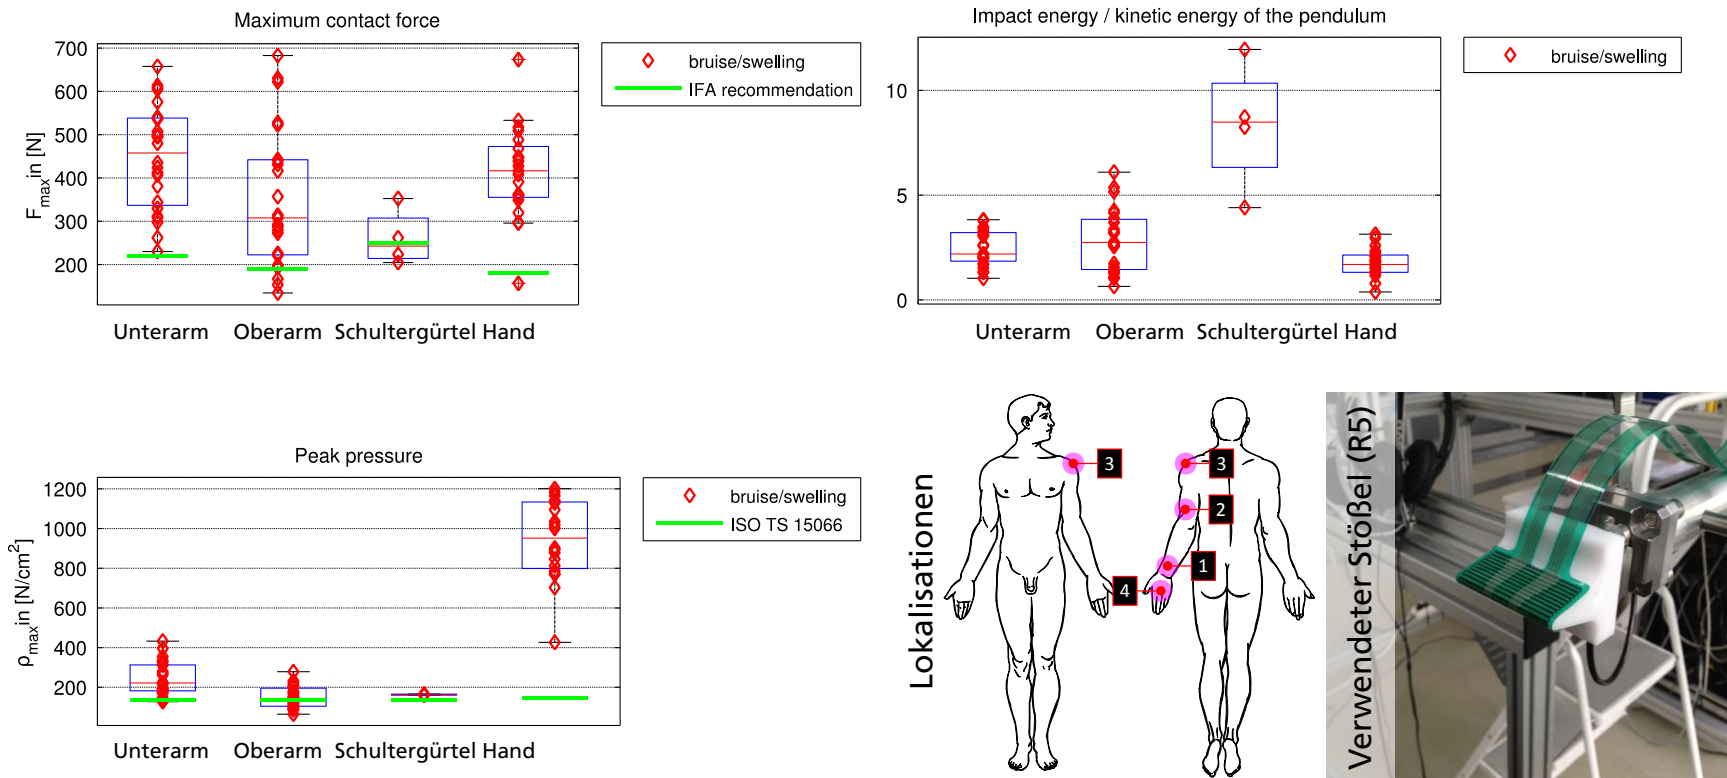 Maximum contact force
700
600
500
400
300
200
F_max in [N]
Unterarm Oberarm Schultergürtel Hand
bruise/swelling
IFA recommendation
Impact energy / kinetic energy of the pendulum
10
5
0
Unterarm Oberarm Schultergürtel Hand
bruise/swelling
Peak pressure
1200
1000
800
600
400
200
ρ_max in [N/cm²]
Unterarm Oberarm Schultergürtel Hand
bruise/swelling
ISO TS 15066
Lokalisationen
3
3
2
1
4
Verwendeter Stößel (R5)